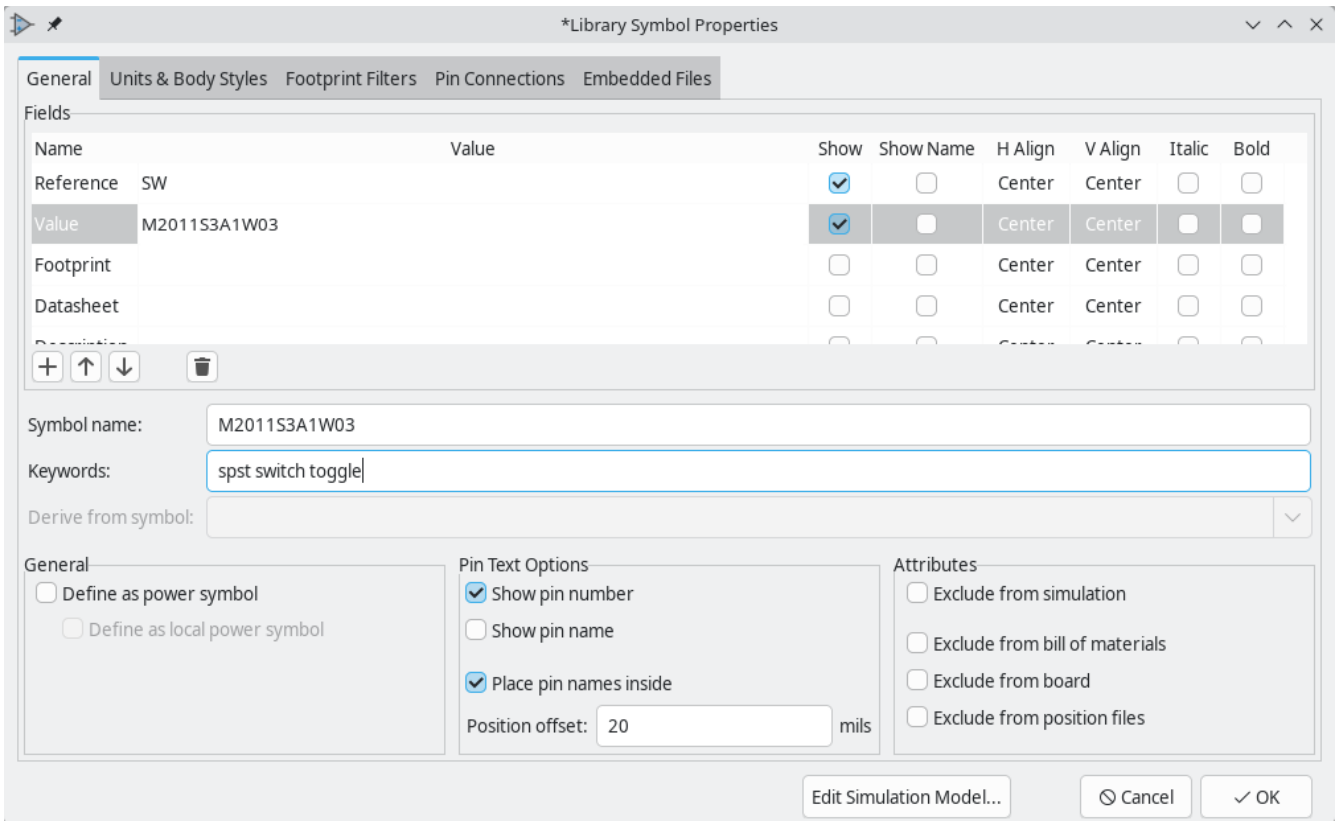 *Library Symbol Properties
General Units & Body Styles Footprint Filters Pin Connections Embedded Files
Fields
Name Value Show Show Name H Align V Align Italic Bold
Reference SW Center Center
Value M2011S3A1W03 Center Center
Footprint Center Center
Datasheet Center Center
Description Center Center
Symbol name: M2011S3A1W03
Keywords: spst switch toggle
Derive from symbol:
General Pin Text Options Attributes
Define as power symbol Show pin number Exclude from simulation
Define as local power symbol Show pin name Exclude from bill of materials
Place pin names inside Exclude from board
Position offset: 20 mils Exclude from position files
Edit Simulation Model... Cancel OK